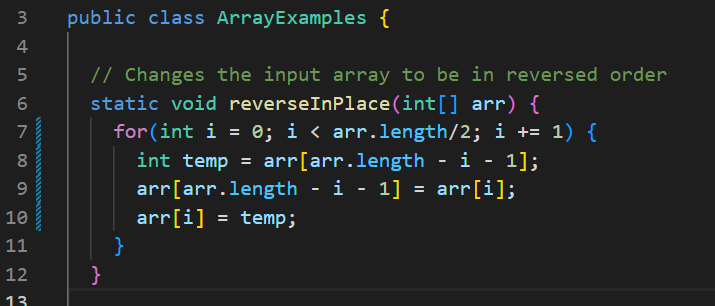 3 public class ArrayExamples {
4
5 // Changes the input array to be in reversed order
6 static void reverseInPlace(int[] arr) {
7 for(int i = 0; i < arr.length/2; i += 1) {
8 int temp = arr[arr.length - i - 1];
9 arr[arr.length - i - 1] = arr[i];
10 arr[i] = temp;
11 }
12 }
13